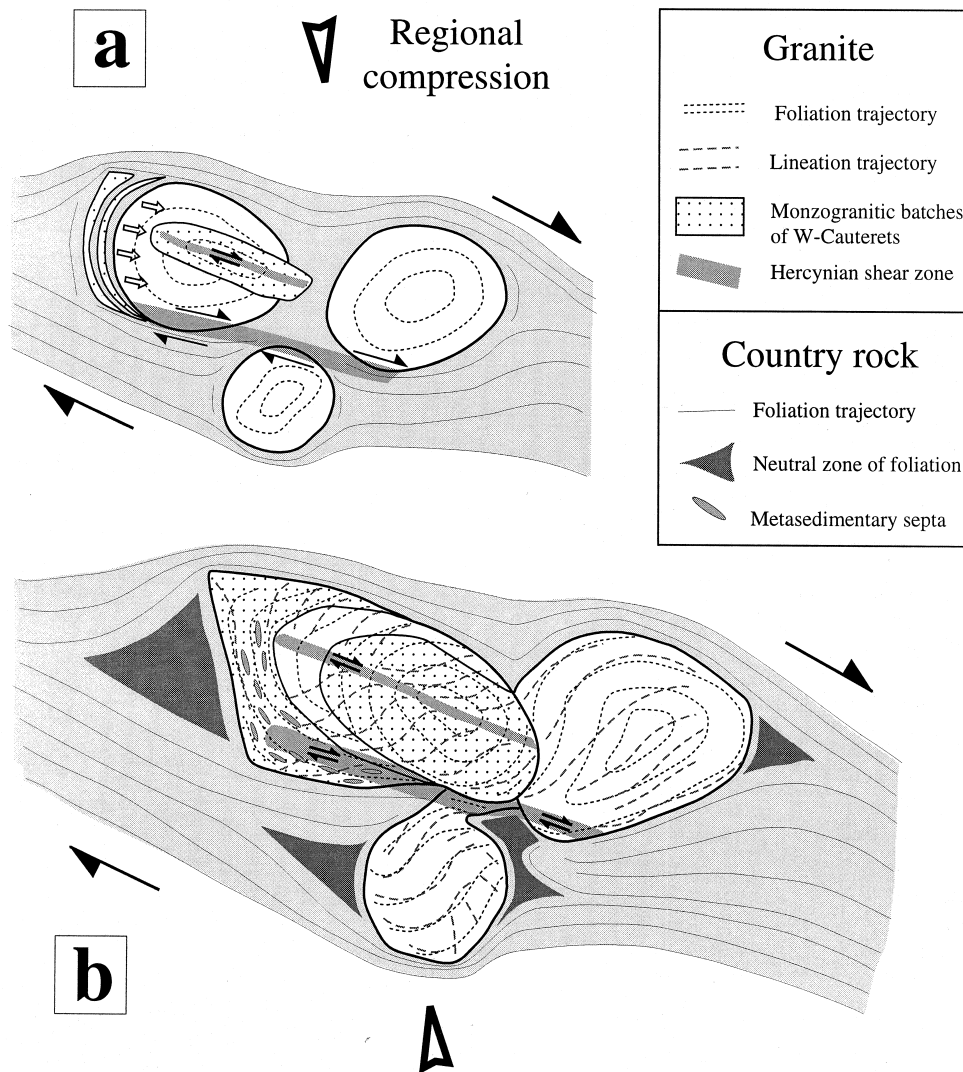 a
Regional
compression
Granite
Foliation trajectory
Lineation trajectory
Monzogranitic batches
of W-Cauterets
Hercynian shear zone
Country rock
Foliation trajectory
Neutral zone of foliation
Metasedimentary septa
b